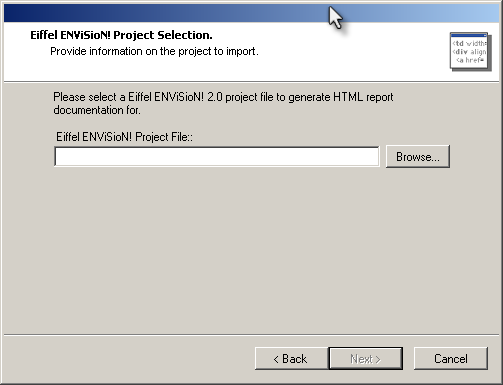 Eiffel ENViSioN! Project Selection.
Provide information on the project to import.
<td width=
<div align
<a href=
Please select a Eiffel ENViSioN! 2.0 project file to generate HTML report
documentation for.
Eiffel ENViSioN! Project File::
Browse...
< Back
Next >
Cancel